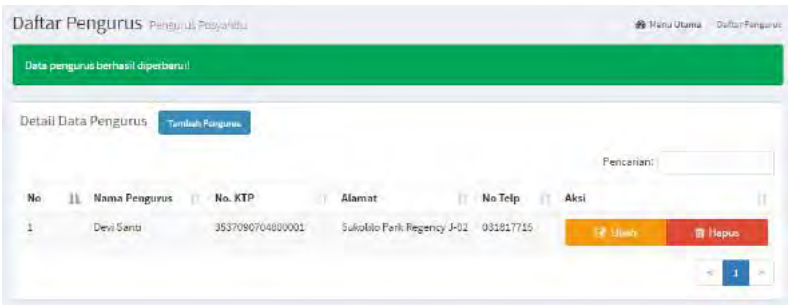 Daftar Pengurus Pengurus Posyandu
Menu Utama Daftar Pengurus
Data pengurus berhasil diperbarui!
Detail Data Pengurus Tambah Pengurus
Pencarian:
No Nama Pengurus No. KTP Alamat No Telp Aksi
1 Devi Santi 3537090704800001 Sukolilo Park Regency J-02 031817715 Ubah Hapus
« 1 »